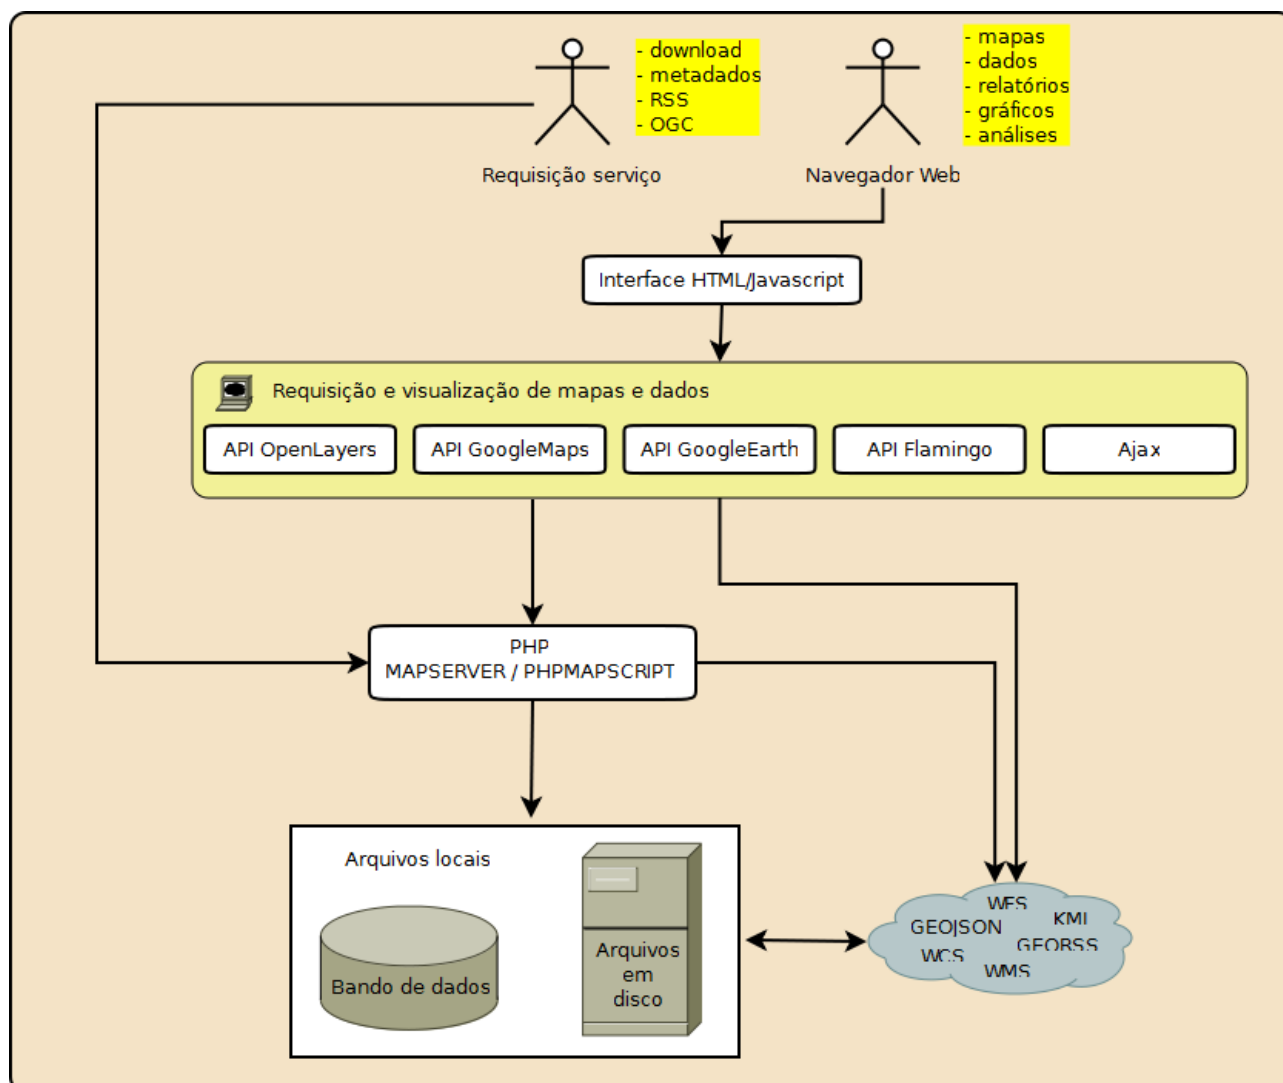 - download
- metadados
- RSS
- OGC
Requisição serviço
- mapas
- dados
- relatórios
- gráficos
- análises
Navegador Web
Interface HTML/Javascript
Requisição e visualização de mapas e dados
API OpenLayers
API GoogleMaps
API GoogleEarth
API Flamingo
Ajax
PHP
MAPSERVER / PHPMAPSCRIPT
Arquivos locais
Bando de dados
Arquivos
em
disco
WFS
GEOJSON
KML
GEORSS
WCS
WMS